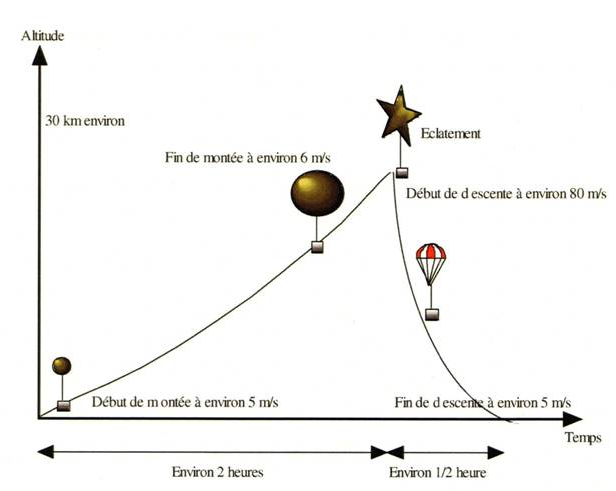 Altitude
30 km environ
Eclatement
Fin de montée à environ 6 m/s
Début de d escente à environ 80 m/s
Début de m ontée à environ 5 m/s
Fin de d escente à environ 5 m/s
Temps
Environ 2 heures
Environ 1/2 heure